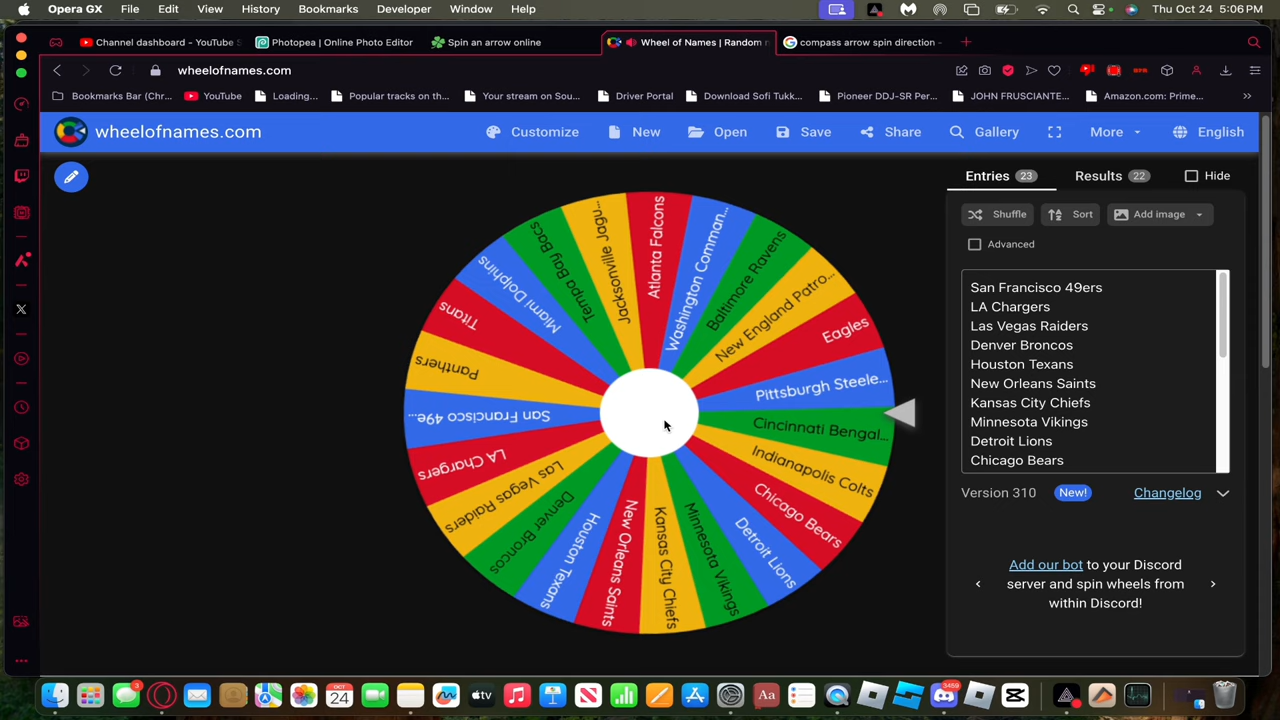 Opera GX File Edit View History Bookmarks Developer Window Help Thu Oct 24 5:06 PM
Channel dashboard - YouTube S Photopea | Online Photo Editor Spin an arrow online Wheel of Names | Random n compass arrow spin direction -
wheelofnames.com
Bookmarks Bar (Chr... YouTube Loading... Popular tracks on th... Your stream on Sou... Driver Portal Download Sofi Tukk... Pioneer DDJ-SR Per... JOHN FRUSCIANTE... Amazon.com: Prime...
wheelofnames.com Customize New Open Save Share Gallery More English
Entries 23 Results 22 Hide
Shuffle Sort Add image
Advanced
San Francisco 49ers
LA Chargers
Las Vegas Raiders
Denver Broncos
Houston Texans
New Orleans Saints
Kansas City Chiefs
Minnesota Vikings
Detroit Lions
Chicago Bears
Version 310 New! Changelog
Add our bot to your Discord
server and spin wheels from
within Discord!
Atlanta Falcons
Washington Comman...
Baltimore Ravens
New England Patro...
Eagles
Pittsburgh Steele...
Cincinnati Bengal...
Indianapolis Colts
Chicago Bears
Detroit Lions
Minnesota Vikings
Kansas City Chiefs
New Orleans Saints
Houston Texans
Denver Broncos
Las Vegas Raiders
LA Chargers
San Francisco 49e...
Panthers
Titans
Miami Dolphins
Tempa Bay Bacs
Jacksonville Jagu...
OCT
24
3
tv
Aa
3469